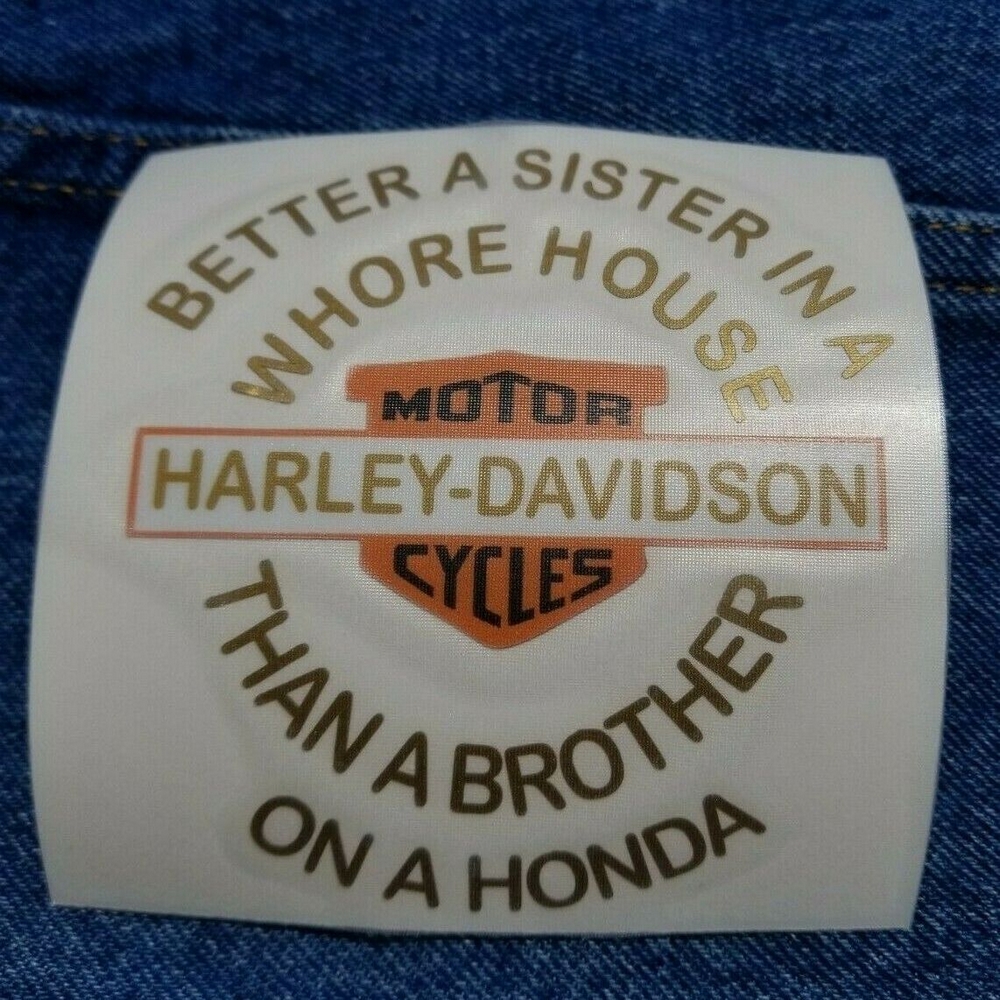 BETTER A SISTER IN A
WHORE HOUSE
MOTOR
HARLEY-DAVIDSON
CYCLES
THAN A BROTHER
ON A HONDA